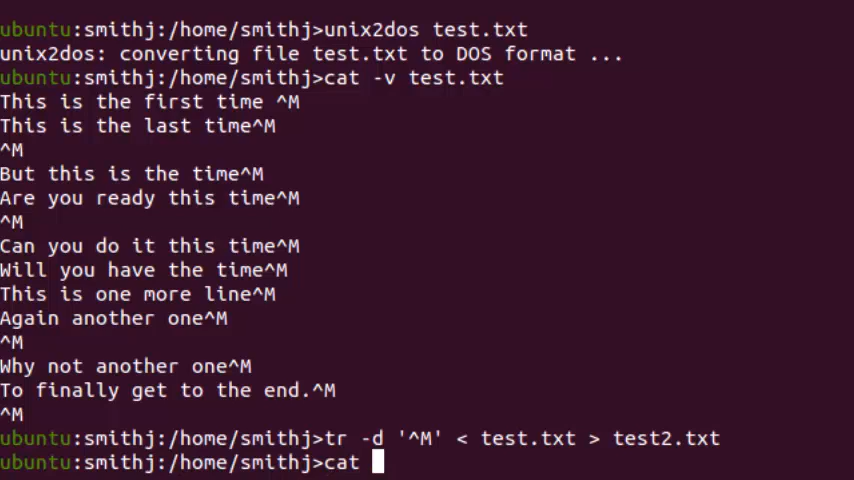 ubuntu:smithj:/home/smithj>unix2dos test.txt
unix2dos: converting file test.txt to DOS format ...
ubuntu:smithj:/home/smithj>cat -v test.txt
This is the first time ^M
This is the last time^M
^M
But this is the time^M
Are you ready this time^M
^M
Can you do it this time^M
Will you have the time^M
This is one more line^M
Again another one^M
^M
Why not another one^M
To finally get to the end.^M
^M
ubuntu:smithj:/home/smithj>tr -d '^M' < test.txt > test2.txt
ubuntu:smithj:/home/smithj>cat